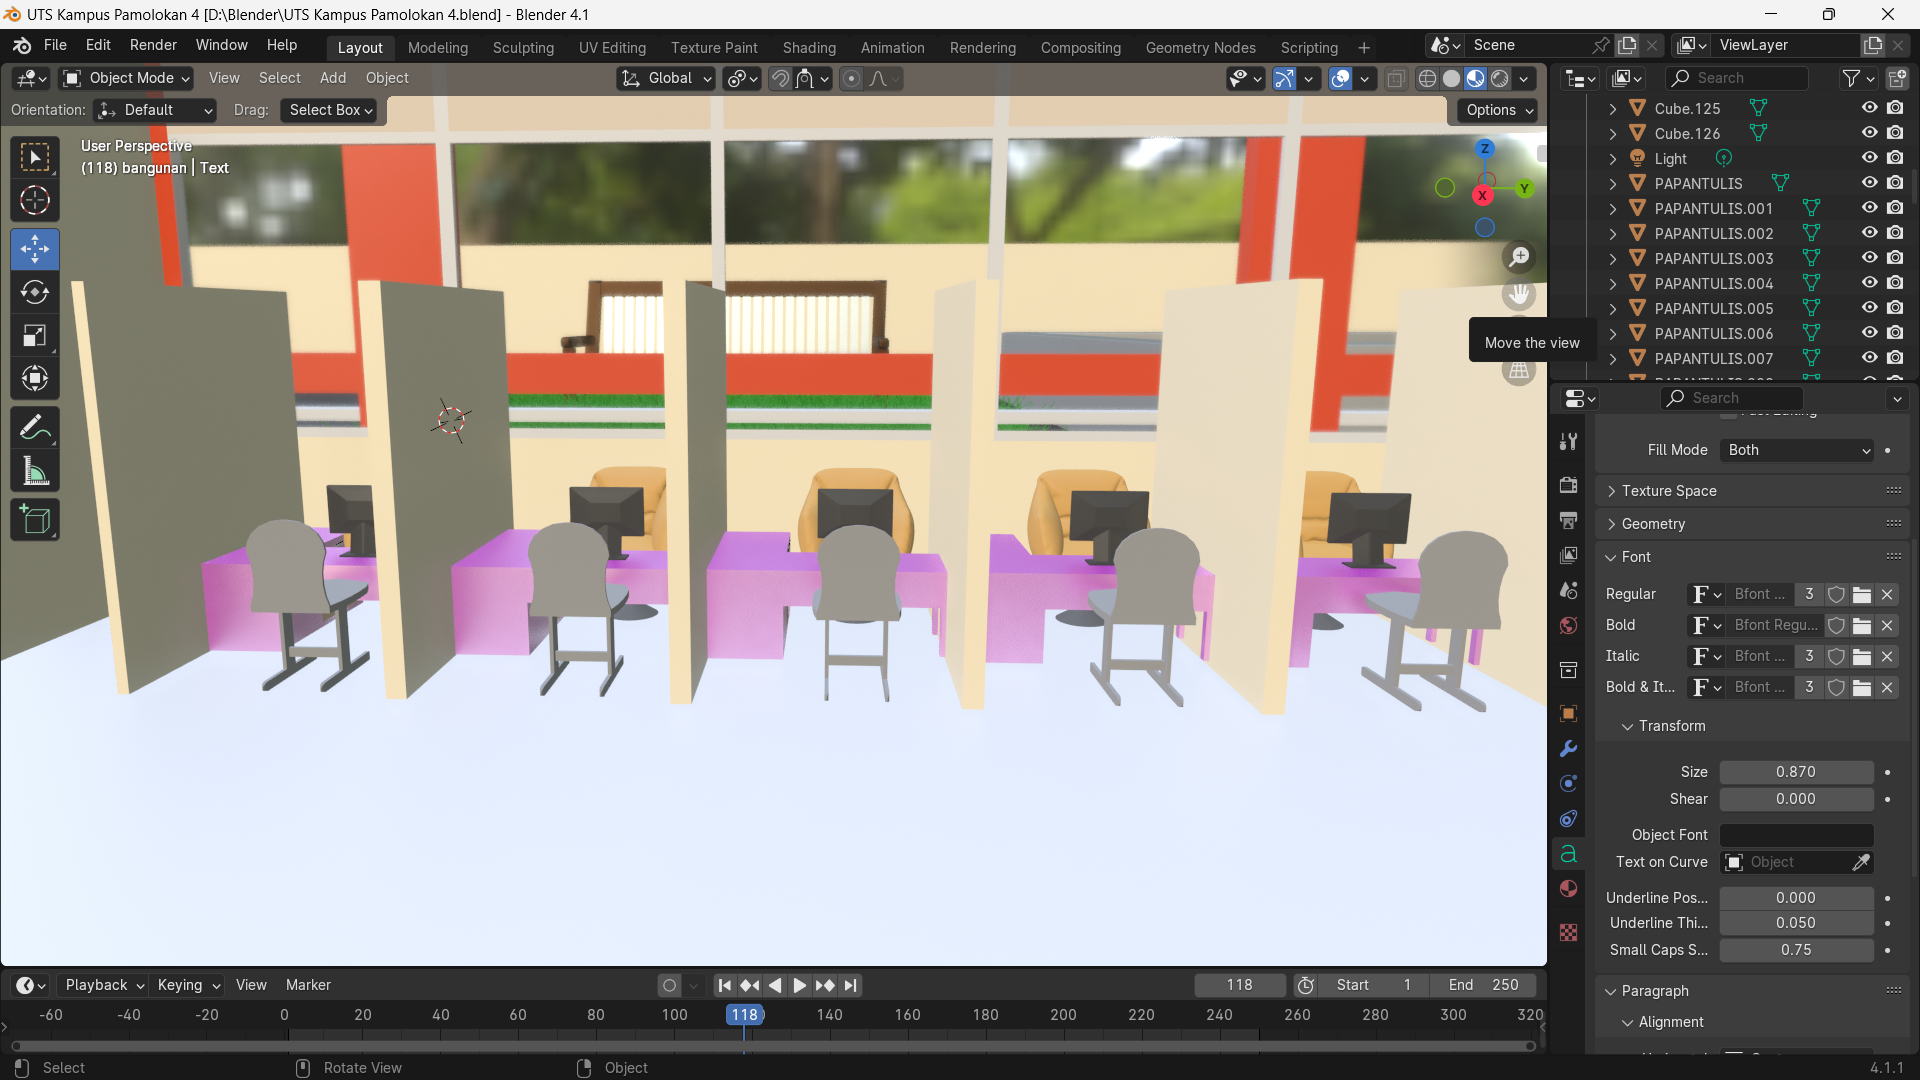 UTS Kampus Pamolokan 4 [D:\Blender\UTS Kampus Pamolokan 4.blend] - Blender 4.1
File Edit Render Window Help Layout Modeling Sculpting UV Editing Texture Paint Shading Animation Rendering Compositing Geometry Nodes Scripting + Scene ViewLayer
Object Mode View Select Add Object Global Search
Orientation: Default Drag: Select Box Options
User Perspective
(118) bangunan | Text
Z
Y
X
Move the view
Cube.125
Cube.126
Light
PAPANTULIS
PAPANTULIS.001
PAPANTULIS.002
PAPANTULIS.003
PAPANTULIS.004
PAPANTULIS.005
PAPANTULIS.006
PAPANTULIS.007
Search
Fill Mode Both
Texture Space
Geometry
Font
Regular F Bfont ... 3
Bold F Bfont Regu...
Italic F Bfont ... 3
Bold & It... F Bfont ... 3
Transform
Size 0.870
Shear 0.000
Object Font
Text on Curve Object
Underline Pos... 0.000
Underline Thi... 0.050
Small Caps S... 0.75
Paragraph
Alignment
Playback Keying View Marker 118 Start 1 End 250
-60 -40 -20 0 20 40 60 80 100 118 140 160 180 200 220 240 260 280 300 320
Select Rotate View Object 4.1.1